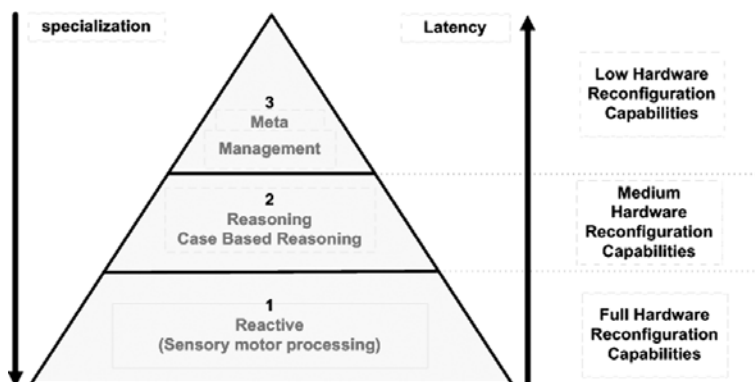 specialization
Latency
3
Meta
Management
Low Hardware
Reconfiguration
Capabilities
2
Reasoning
Case Based Reasoning
Medium
Hardware
Reconfiguration
Capabilities
1
Reactive
(Sensory motor processing)
Full Hardware
Reconfiguration
Capabilities